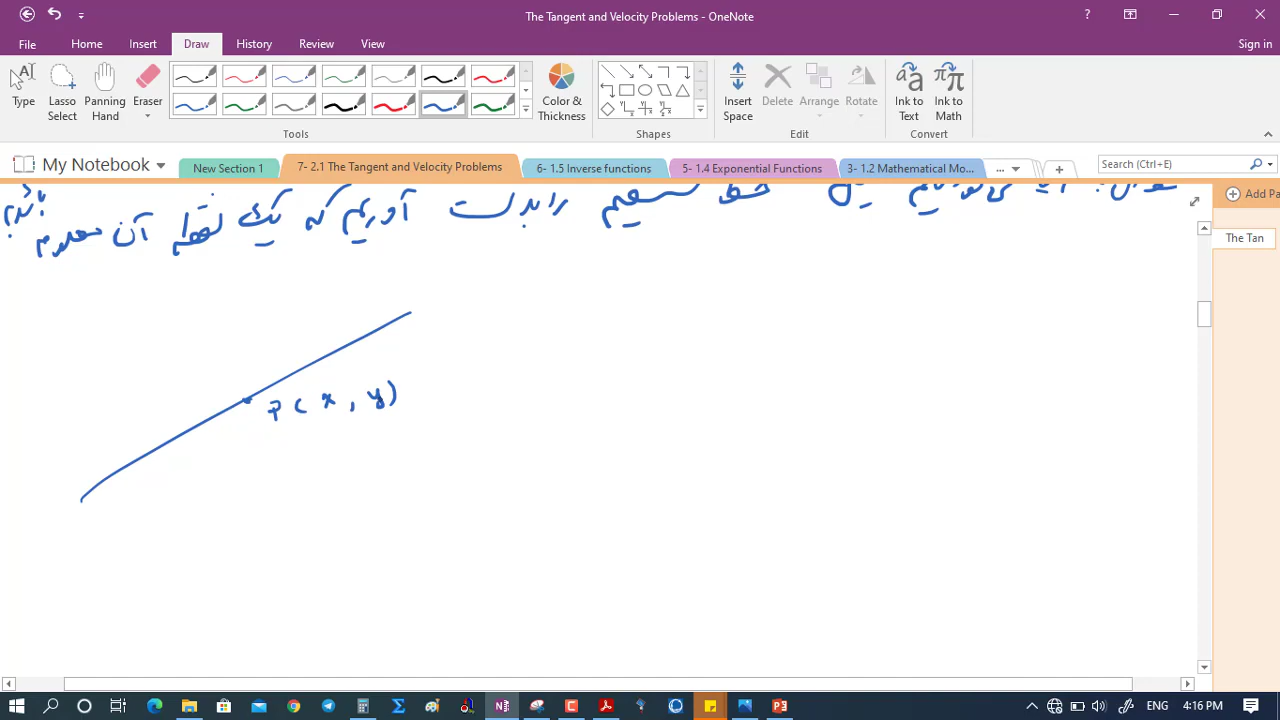 The Tangent and Velocity Problems - OneNote
File Home Insert Draw History Review View
Sign in
Type
Lasso Select
Panning Hand
Eraser
Color & Thickness
Insert Space
Delete
Arrange
Rotate
Ink to Text
Ink to Math
Tools
Shapes
Edit
Convert
My Notebook
New Section 1
7- 2.1 The Tangent and Velocity Problems
6- 1.5 Inverse functions
5- 1.4 Exponential Functions
3- 1.2 Mathematical Mo...
Search (Ctrl+E)
Add Pa
The Tan
مستقیم را بدست آوریم که یک نقطه آن معلوم
باشد؟
P(x, y)
ENG 4:16 PM